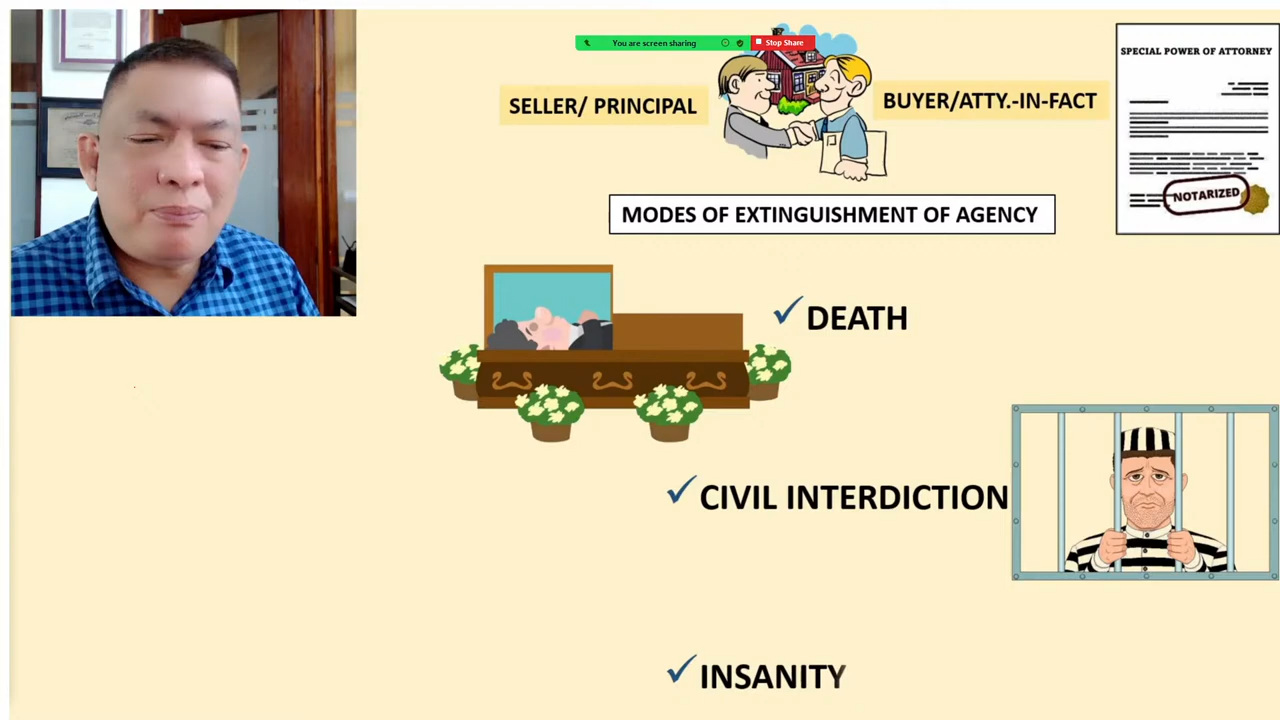 You are screen sharing
Stop Share
SELLER/ PRINCIPAL
BUYER/ATTY.-IN-FACT
SPECIAL POWER OF ATTORNEY
NOTARIZED
MODES OF EXTINGUISHMENT OF AGENCY
✓DEATH
✓CIVIL INTERDICTION
✓INSANITY